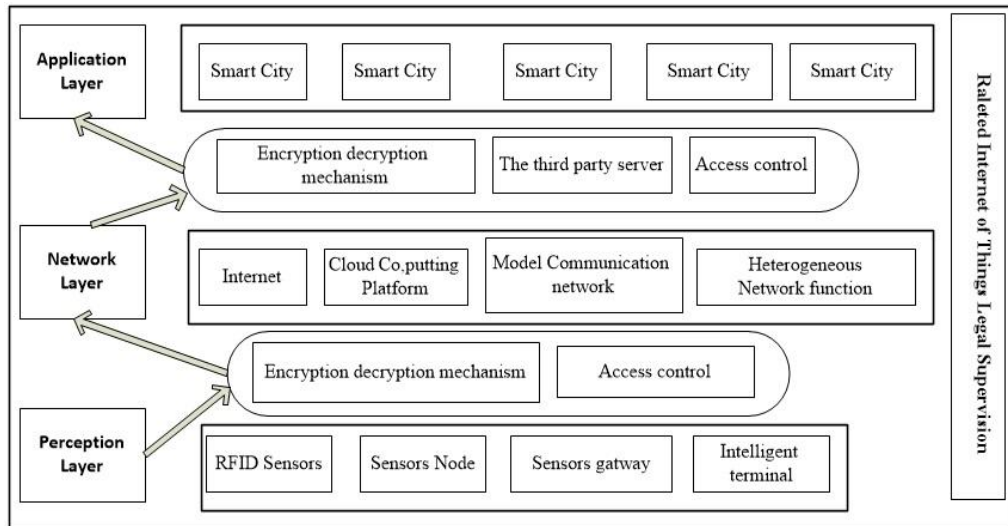 Application
Layer
Smart City
Smart City
Smart City
Smart City
Smart City
Encryption decryption
mechanism
The third party server
Access control
Network
Layer
Internet
Cloud Co,putting
Platform
Model Communication
network
Heterogeneous
Network function
Encryption decryption mechanism
Access control
Perception
Layer
RFID Sensors
Sensors Node
Sensors gatway
Intelligent
terminal
Raleted Internet of Things Legal Supervision